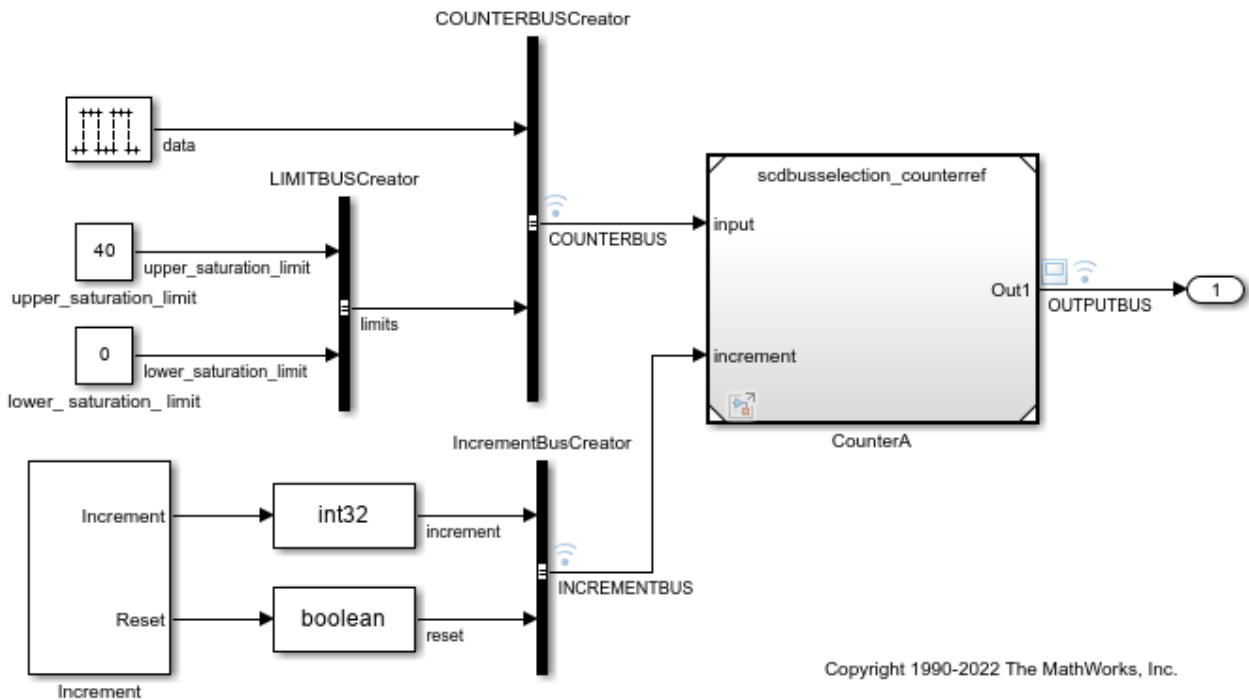 COUNTERBUSCreator
data
LIMITBUSCreator
40
upper_saturation_limit
upper_saturation_limit
0
lower_saturation_limit
lower_ saturation_ limit
limits
COUNTERBUS
scdbusselection_counterref
input
increment
Out1
OUTPUTBUS
1
CounterA
IncrementBusCreator
Increment
int32
increment
INCREMENTBUS
Reset
boolean
reset
Increment
Copyright 1990-2022 The MathWorks, Inc.